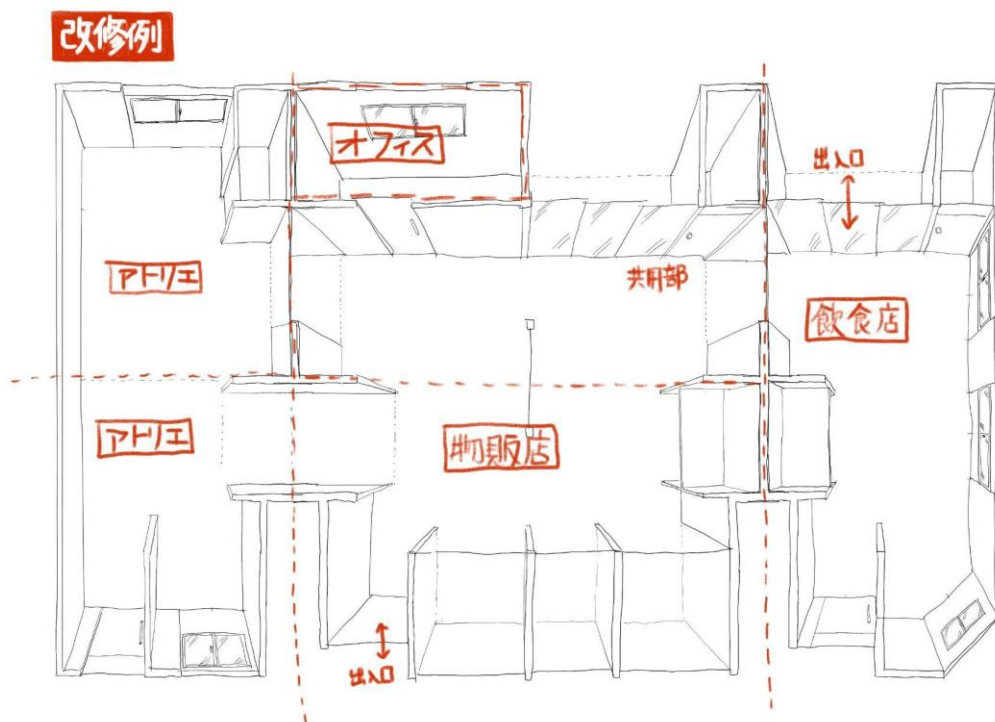 改修例
オフィス
出入口
アトリエ
共用部
飲食店
アトリエ
物販店
出入口